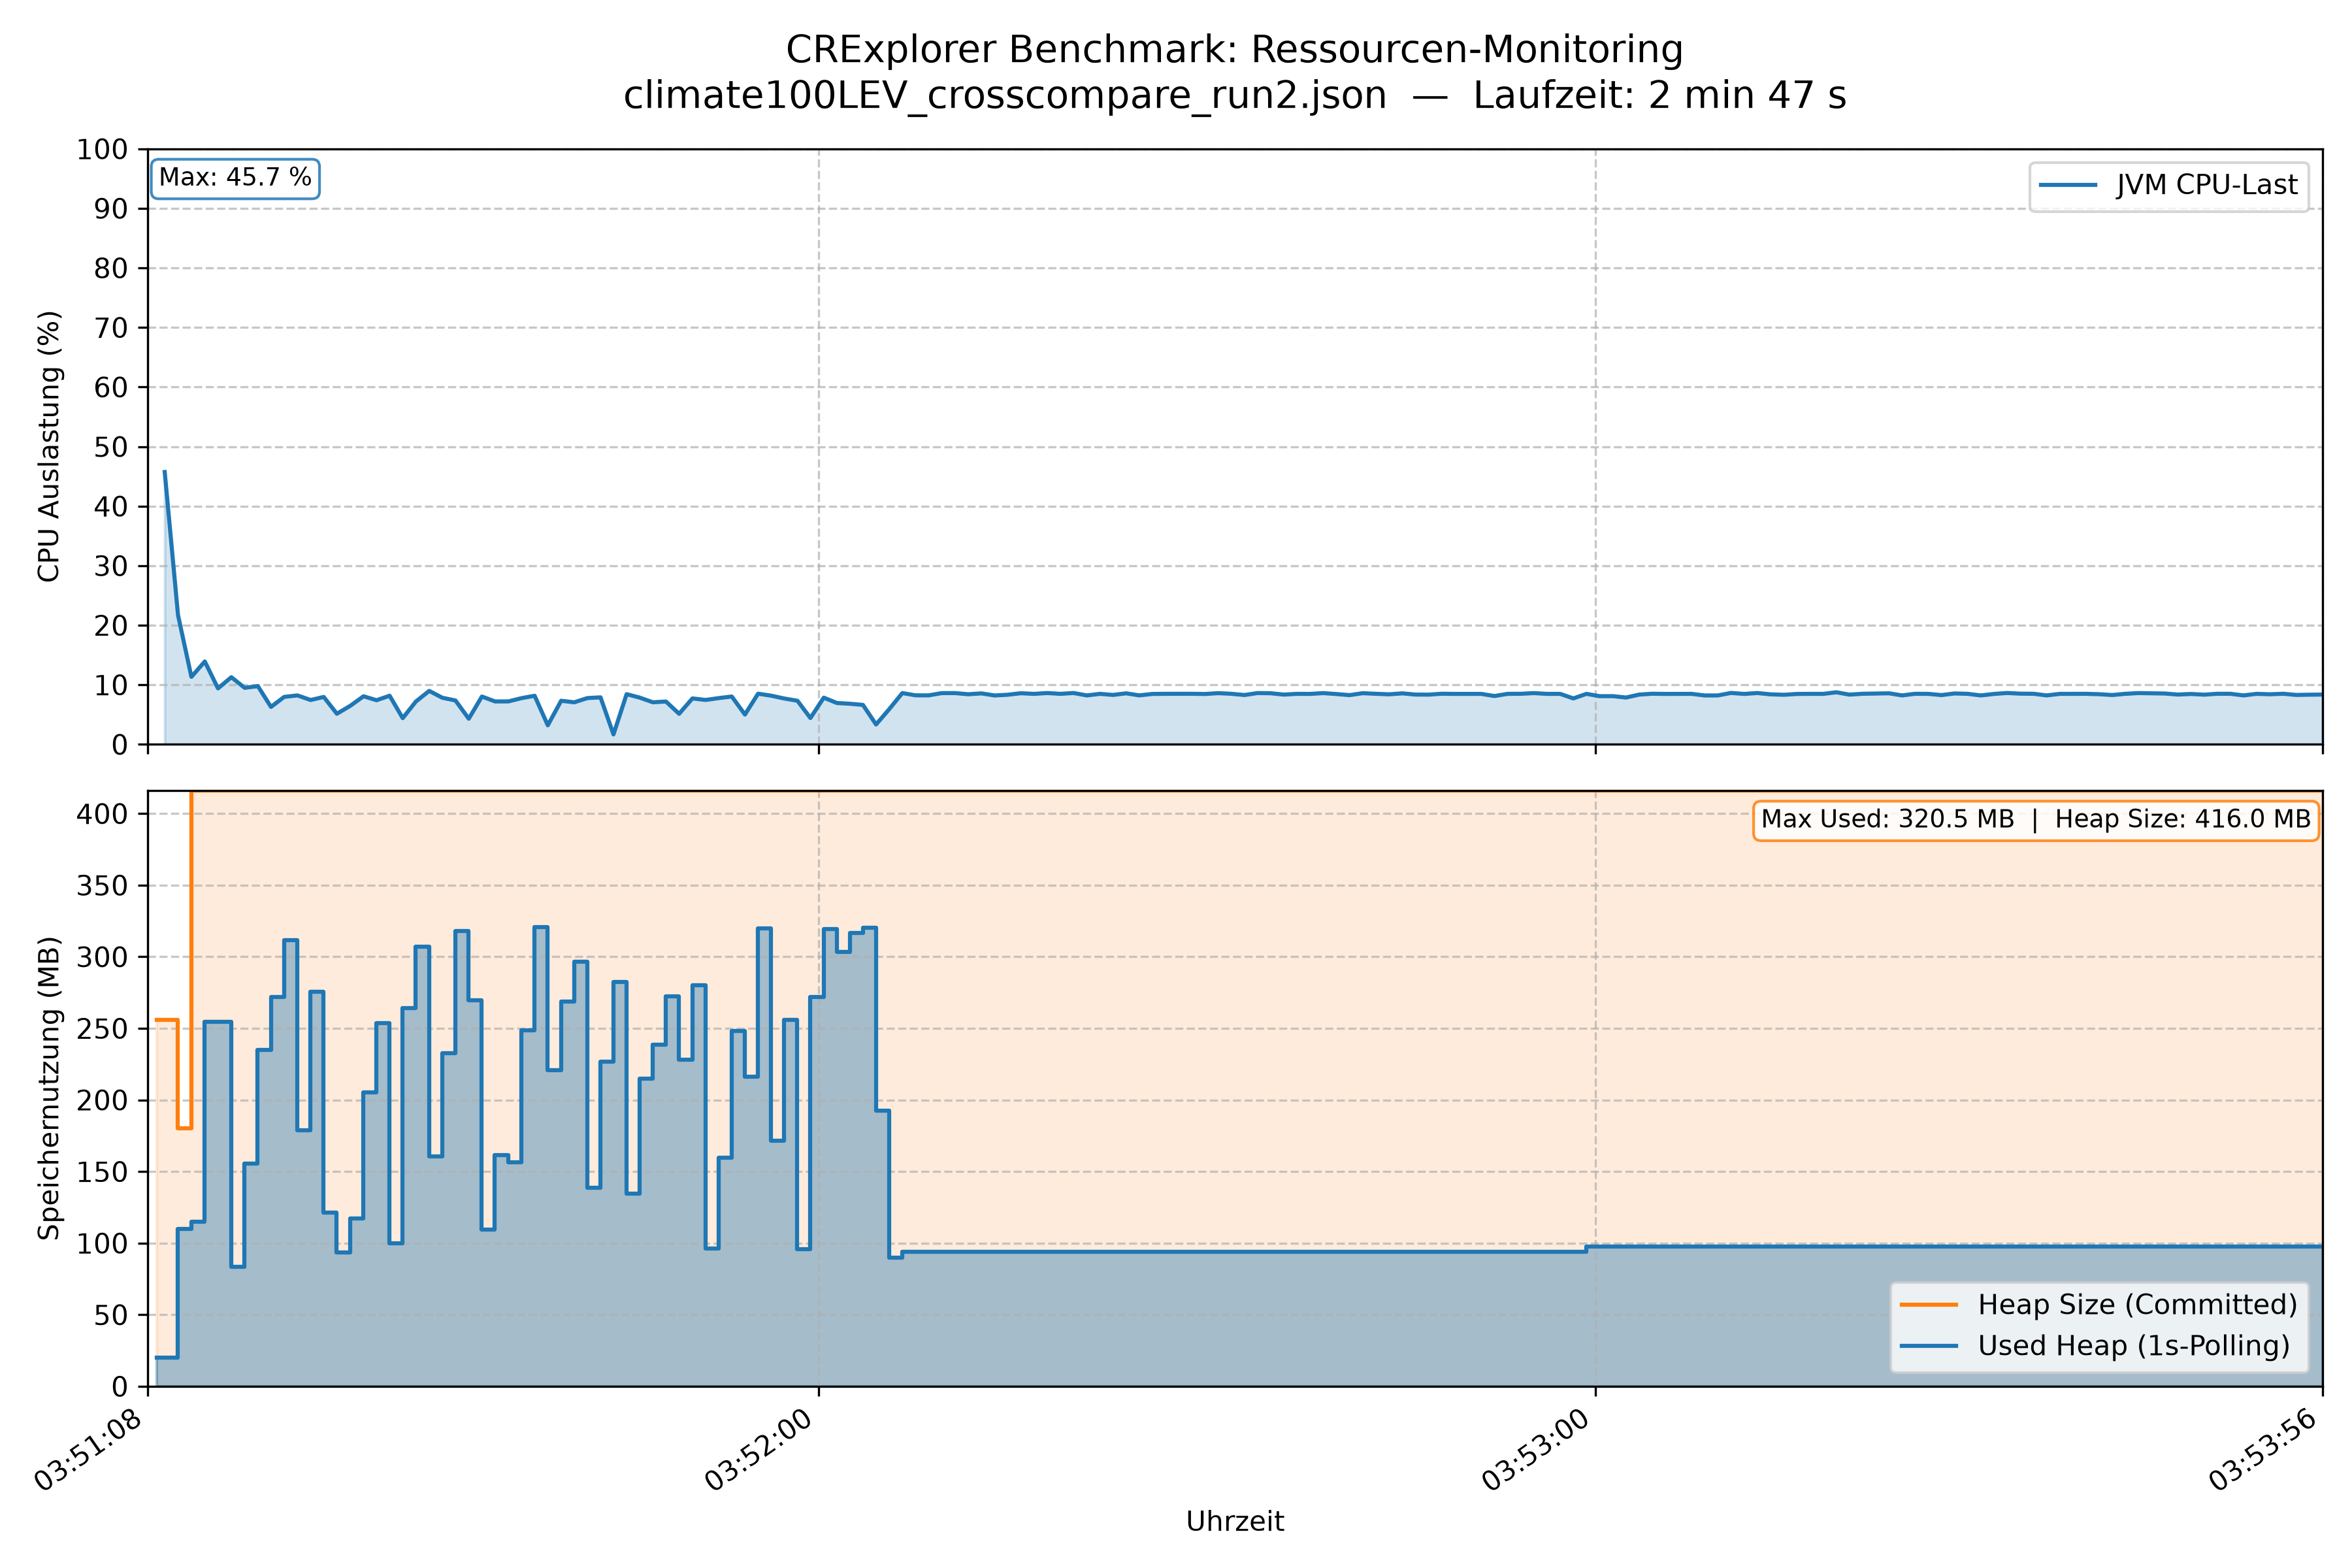 CRExplorer Benchmark: Ressourcen-Monitoring
climate100LEV_crosscompare_run2.json — Laufzeit: 2 min 47 s
Max: 45.7 %
JVM CPU-Last
CPU Auslastung (%)
100
90
80
70
60
50
40
30
20
10
0
Max Used: 320.5 MB | Heap Size: 416.0 MB
Speichernutzung (MB)
400
350
300
250
200
150
100
50
0
Heap Size (Committed)
Used Heap (1s-Polling)
03:51:08
03:52:00
03:53:00
03:53:56
Uhrzeit